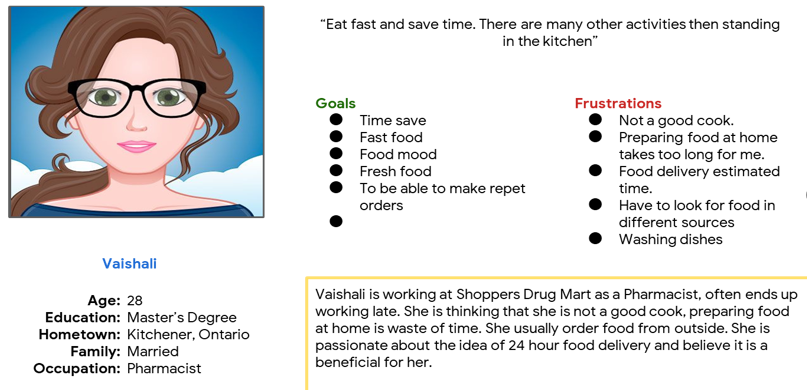 “Eat fast and save time. There are many other activities then standing
in the kitchen”
Goals
● Time save
● Fast food
● Food mood
● Fresh food
● To be able to make repet
orders
●
Frustrations
● Not a good cook.
● Preparing food at home
takes too long for me.
● Food delivery estimated
time.
● Have to look for food in
different sources
● Washing dishes
Vaishali
Age: 28
Education: Master’s Degree
Hometown: Kitchener, Ontario
Family: Married
Occupation: Pharmacist
Vaishali is working at Shoppers Drug Mart as a Pharmacist, often ends up
working late. She is thinking that she is not a good cook, preparing food
at home is waste of time. She usually order food from outside. She is
passionate about the idea of 24 hour food delivery and believe it is a
beneficial for her.